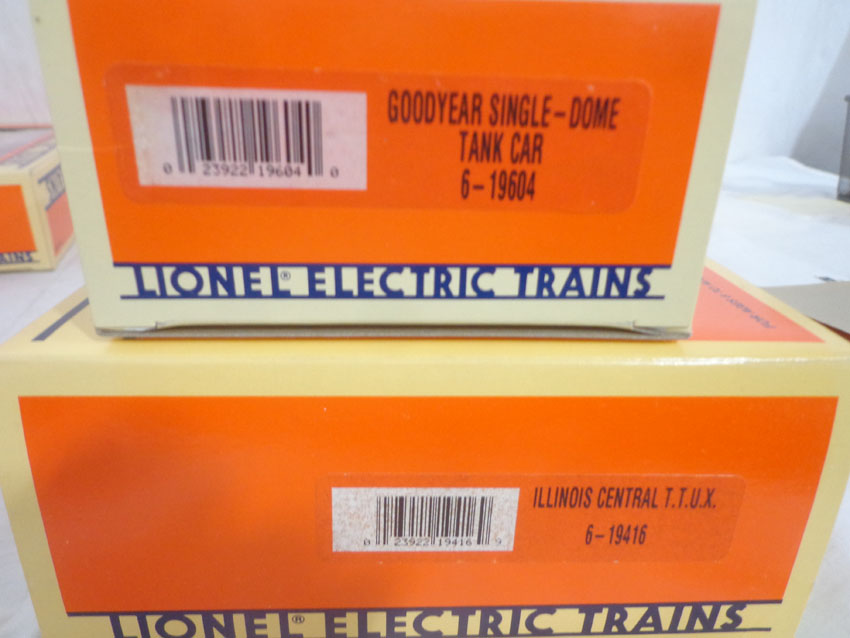 GOODYEAR SINGLE-DOME
TANK CAR
6-19604
0 23922 19604 0
LIONEL® ELECTRIC TRAINS
ILLINOIS CENTRAL T.T.U.X.
6-19416
0 23922 19416 9
LIONEL® ELECTRIC TRAINS